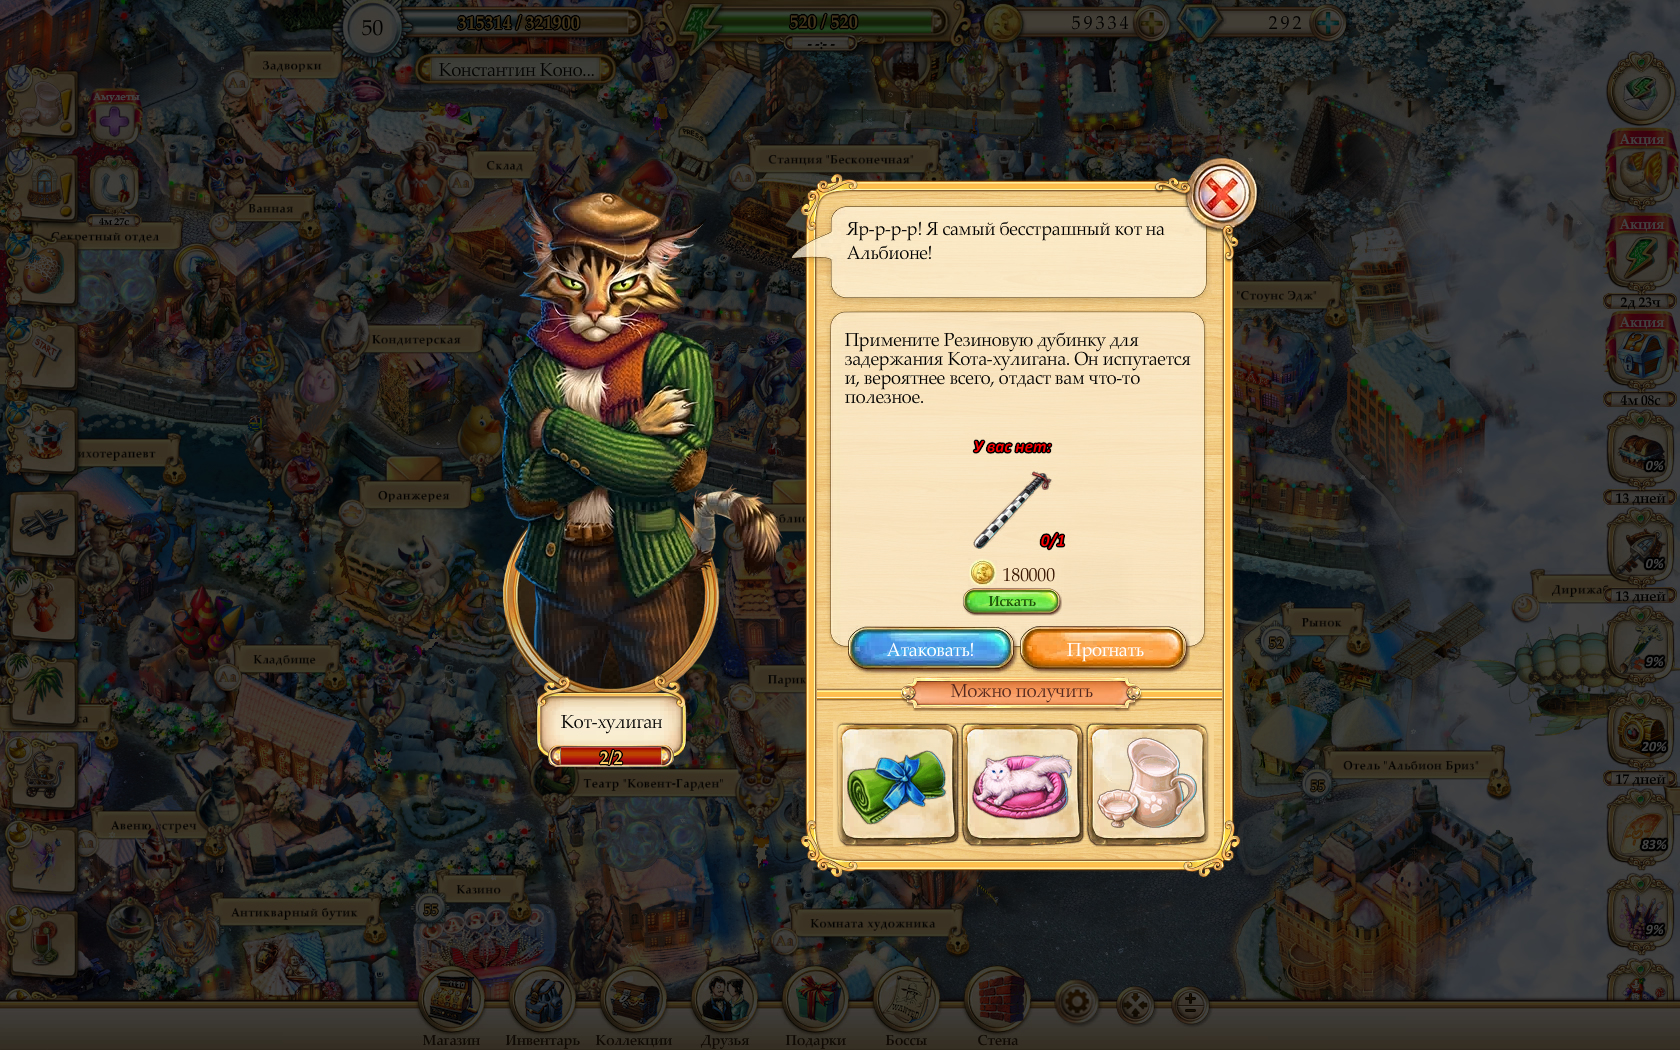 50
315314 / 321900
520 / 520
--:--
59334
292
Константин Коно...
Задворки
Амулеты
Склад
Станция "Бесконечная"
Ванная
4м 27с
Секретный отдел
Кондитерская
Оранжерея
Кладбище
Авеню встреч
Антикварный бутик
Казино
55
Театр "Ковент-Гарден"
Комната художника
"Стоунс Эдж"
Рынок
52
Отель "Альбион Бриз"
55
Акция
Акция
2д 23ч
Акция
4м 08с
0%
13 дней
0%
13 дней
9%
20%
17 дней
83%
9%
Яр-р-р-р! Я самый бесстрашный кот на
Альбионе!
Примените Резиновую дубинку для
задержания Кота-хулигана. Он испугается
и, вероятнее всего, отдаст вам что-то
полезное.
У вас нет:
0/1
180000
Искать
Атаковать!
Прогнать
Можно получить
Кот-хулиган
2/2
Магазин
Инвентарь
Коллекции
Друзья
Подарки
Боссы
Стена